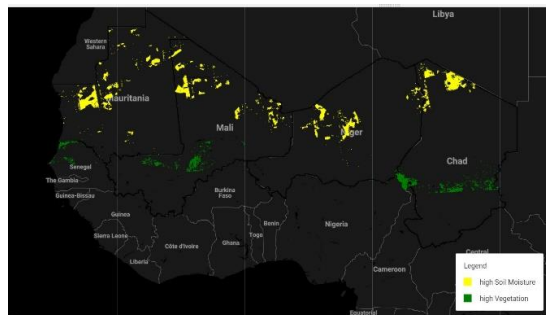 Libya
Western
Sahara
Mauritania
Mali
Niger
Chad
Senegal
The Gambia
Guinea-Bissau
Burkina
Faso
Guinea
Benin
Nigeria
Sierra Leone
Côte d'Ivoire
Ghana
Togo
Liberia
Cameroon
Central
Equatorial
Legend
high Soil Moisture
high Vegetation